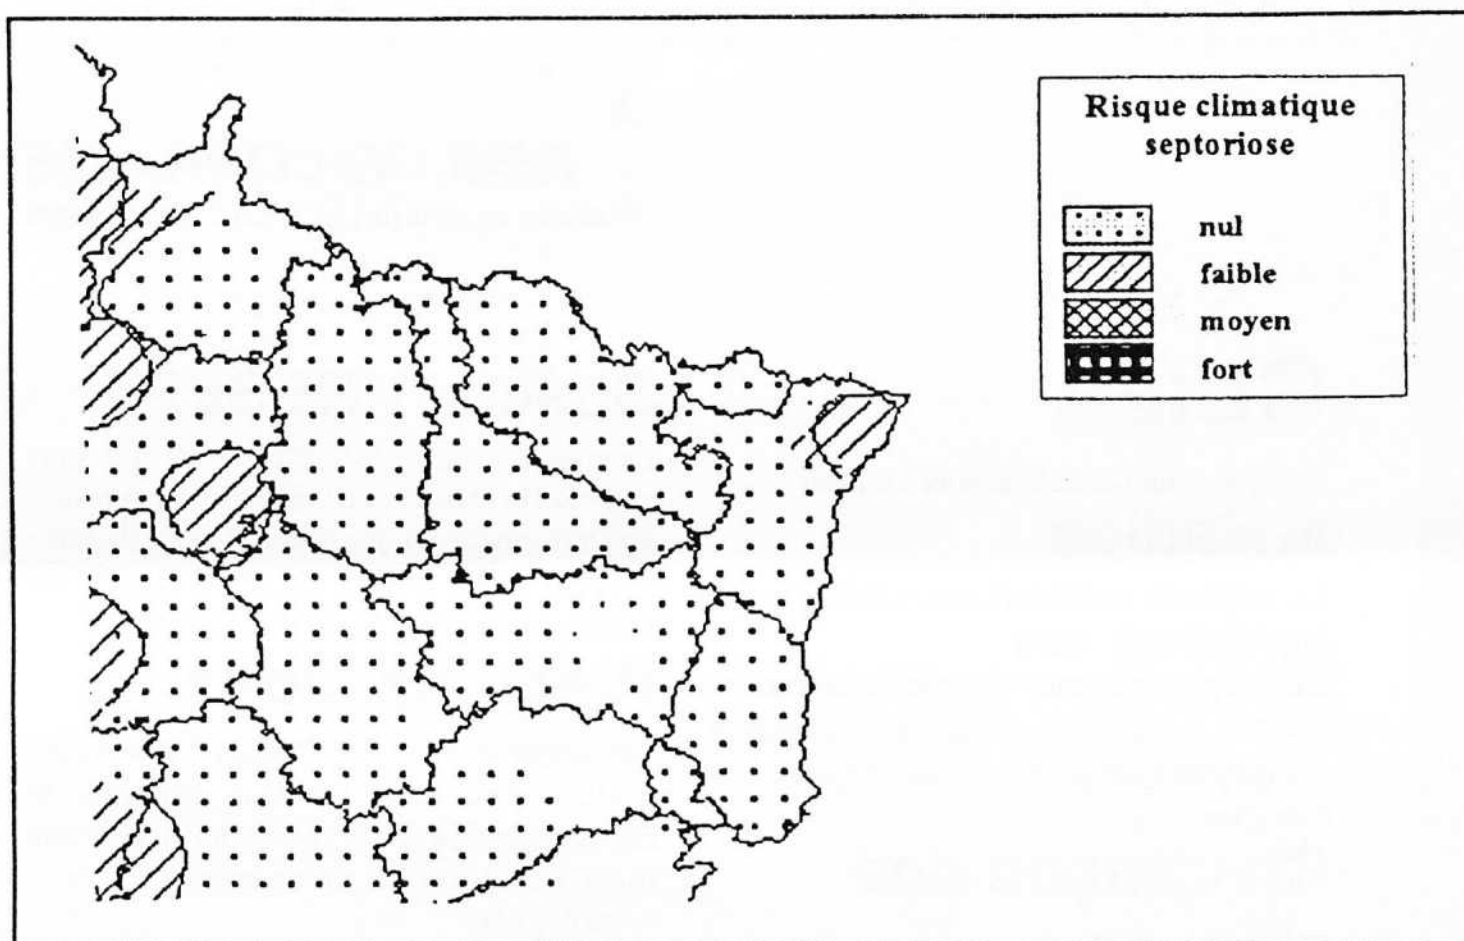 Risque climatique
septoriose
nul
faible
moyen
fort